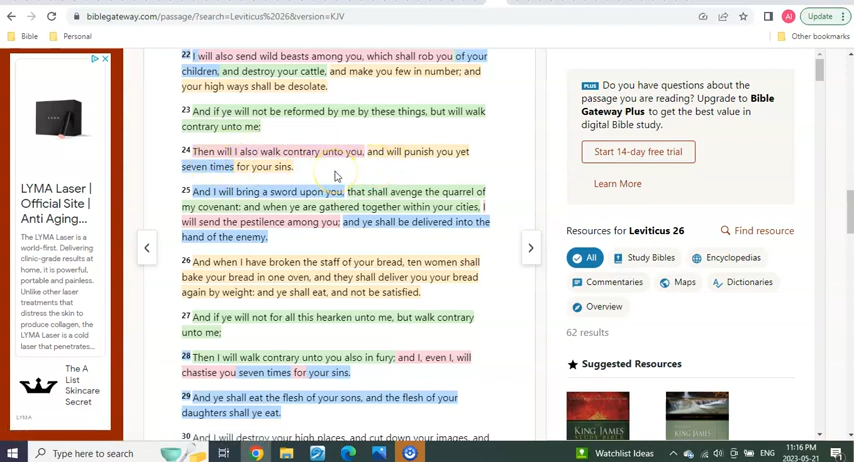 biblegateway.com/passage/?search=Leviticus%2026&version=KJV
AI
Update
Bible
Personal
Other bookmarks
22 I will also send wild beasts among you, which shall rob you of your
children, and destroy your cattle, and make you few in number; and
your high ways shall be desolate.
23 And if ye will not be reformed by me by these things, but will walk
contrary unto me;
24 Then will I also walk contrary unto you, and will punish you yet
seven times for your sins.
25 And I will bring a sword upon you, that shall avenge the quarrel of
my covenant: and when ye are gathered together within your cities, I
will send the pestilence among you; and ye shall be delivered into the
hand of the enemy.
26 And when I have broken the staff of your bread, ten women shall
bake your bread in one oven, and they shall deliver you your bread
again by weight: and ye shall eat, and not be satisfied.
27 And if ye will not for all this hearken unto me, but walk contrary
unto me;
28 Then I will walk contrary unto you also in fury; and I, even I, will
chastise you seven times for your sins.
29 And ye shall eat the flesh of your sons, and the flesh of your
daughters shall ye eat.
30 And I will destroy your high places, and cut down your images, and
LYMA Laser |
Official Site |
Anti Aging...
The LYMA Laser is a
world-first. Delivering
clinic-grade results at
home, it is powerful,
portable and painless.
Unlike other laser
treatments that
distress the skin to
produce collagen, the
LYMA Laser is a cold
laser that penetrates...
The A
List
Skincare
Secret
LYMA
PLUS Do you have questions about the
passage you are reading? Upgrade to Bible
Gateway Plus to get the best value in
digital Bible study.
Start 14-day free trial
Learn More
Resources for Leviticus 26
Find resource
All
Study Bibles
Encyclopedias
Commentaries
Maps
Dictionaries
Overview
62 results
Suggested Resources
KING JAMES
Type here to search
Watchlist Ideas
ENG
11:16 PM
2023-05-21